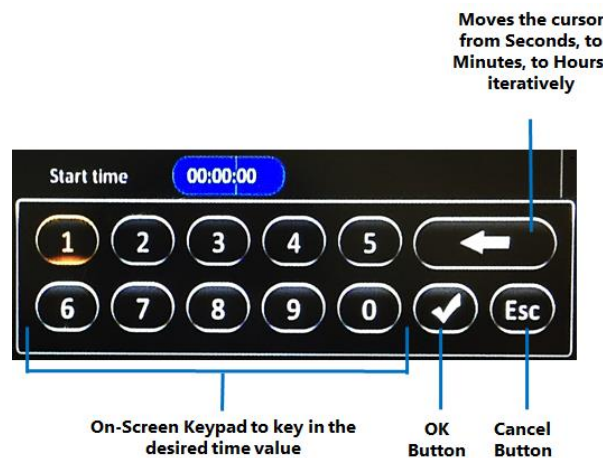 Moves the cursor
from Seconds, to
Minutes, to Hours
iteratively
Start time 00:00:00
1 2 3 4 5
6 7 8 9 0 Esc
On-Screen Keypad to key in the
desired time value
OK
Button
Cancel
Button